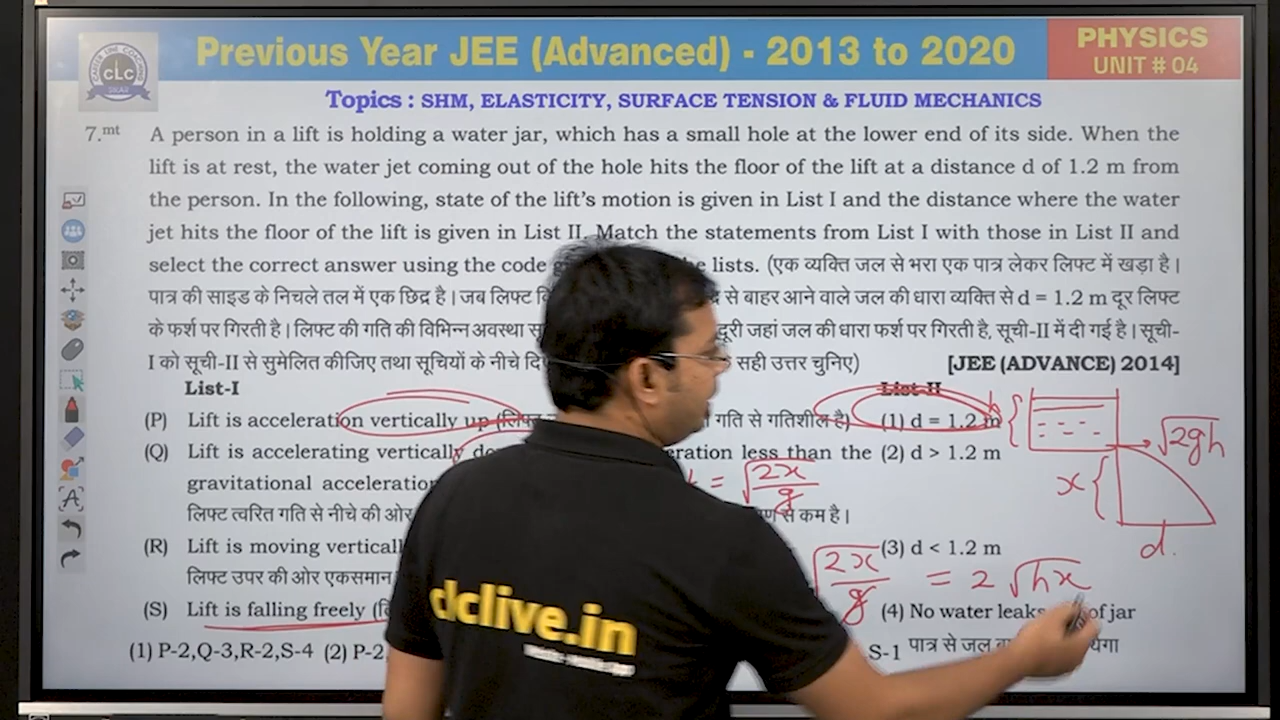 Previous Year JEE (Advanced) - 2013 to 2020
PHYSICS
UNIT # 04
CLC
Topics : SHM, ELASTICITY, SURFACE TENSION & FLUID MECHANICS
7.mt A person in a lift is holding a water jar, which has a small hole at the lower end of its side. When the
lift is at rest, the water jet coming out of the hole hits the floor of the lift at a distance d of 1.2 m from
the person. In the following, state of the lift's motion is given in List I and the distance where the water
jet hits the floor of the lift is given in List II. Match the statements from List I with those in List II and
select the correct answer using the code lists. (एक व्यक्ति जल से भरा एक पात्र लेकर लिफ्ट में खड़ा है।
पात्र की साइड के निचले तल में एक छिद्र है। जब लिफ्ट से बाहर आने वाले जल की धारा व्यक्ति से d = 1.2 m दूर लिफ्ट
के फर्श पर गिरती है। लिफ्ट की गति की विभिन्न अवस्था जहां जल की धारा फर्श पर गिरती है, सूची-II में दी गई है। सूची-
I को सूची-II से सुमेलित कीजिए तथा सूचियों के नीचे सही उत्तर चुनिए) [JEE (ADVANCE) 2014]
List-I List-II
(P) Lift is acceleration vertically up गति से गतिशील है) (1) d = 1.2 m
h
√2gh
(Q) Lift is accelerating vertically less than the (2) d > 1.2 m
gravitational = √2x/g
x
लिफ्ट त्वरित गति से नीचे की ओर से कम है।
d
(R) Lift is moving (3) d < 1.2 m
लिफ्ट उपर की ओर एकसमान √2x/g = 2√hx
(S) Lift is falling freely (4) No water leaks of jar
(1) P-2,Q-3,R-2,S-4 (2) S-1 पात्र से जल
clclive.in